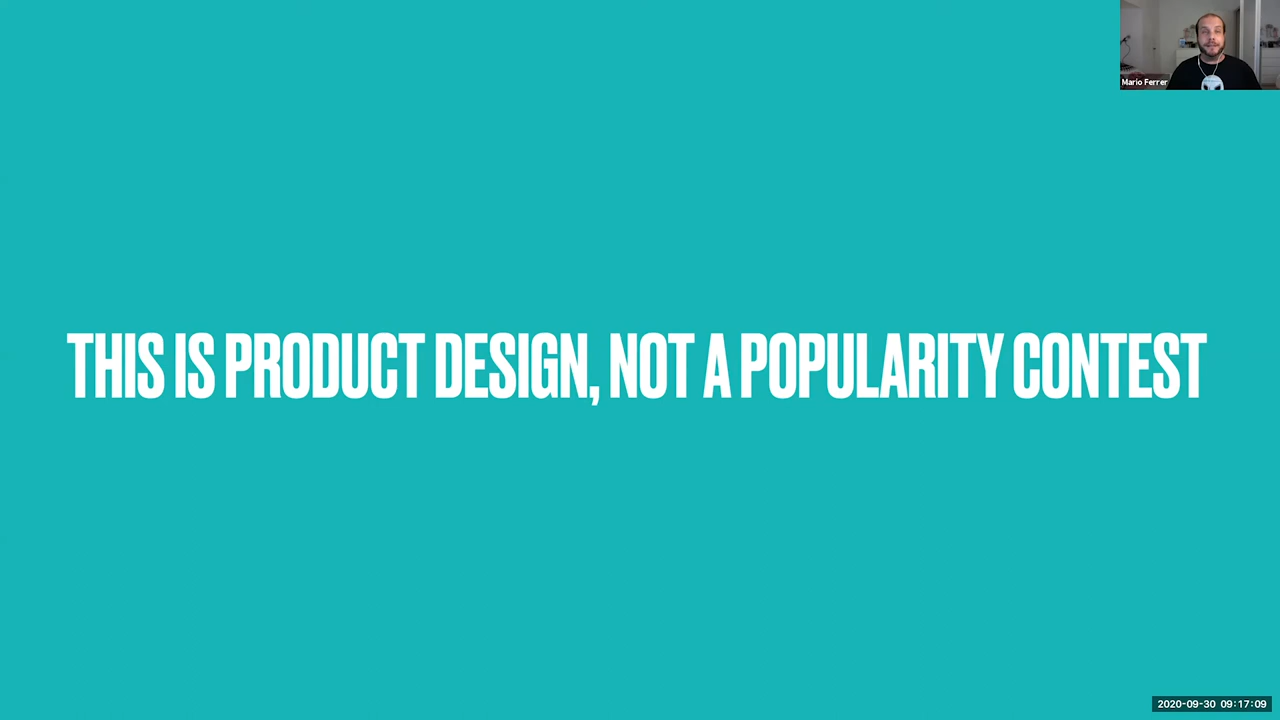 Mario Ferrer
THIS IS PRODUCT DESIGN, NOT A POPULARITY CONTEST
2020-09-30 09:17:09